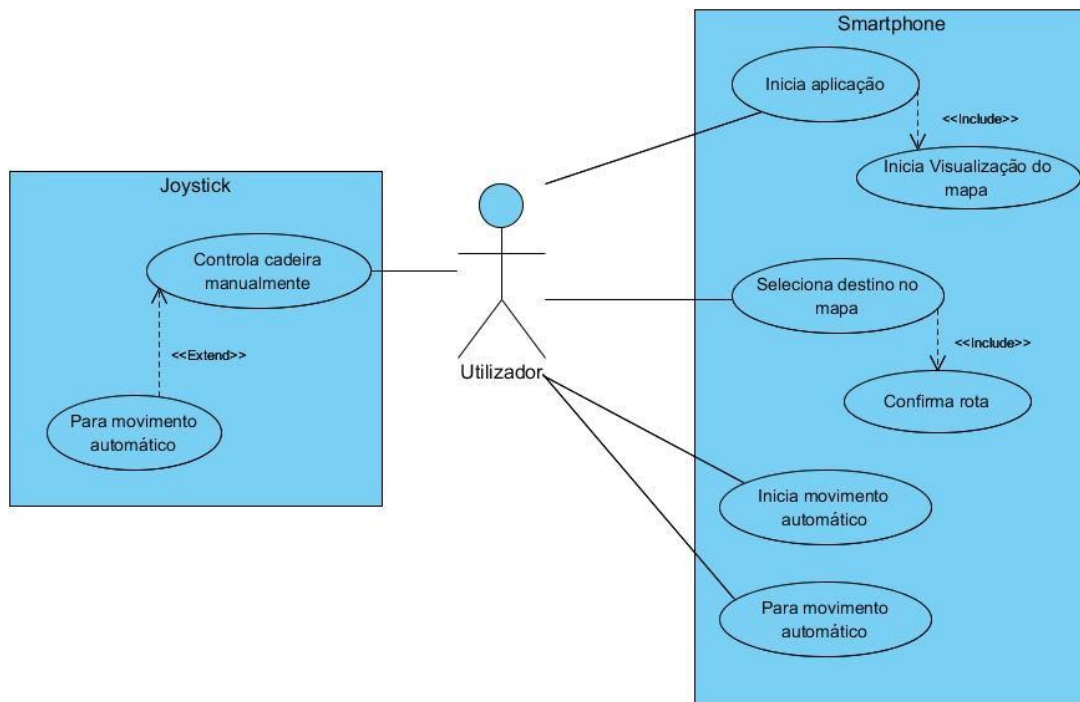 Smartphone
Inicia aplicação
<<Include>>
Inicia Visualização do
mapa
Joystick
Controla cadeira
manualmente
<<Extend>>
Para movimento
automático
Utilizador
Seleciona destino no
mapa
<<Include>>
Confirma rota
Inicia movimento
automático
Para movimento
automático